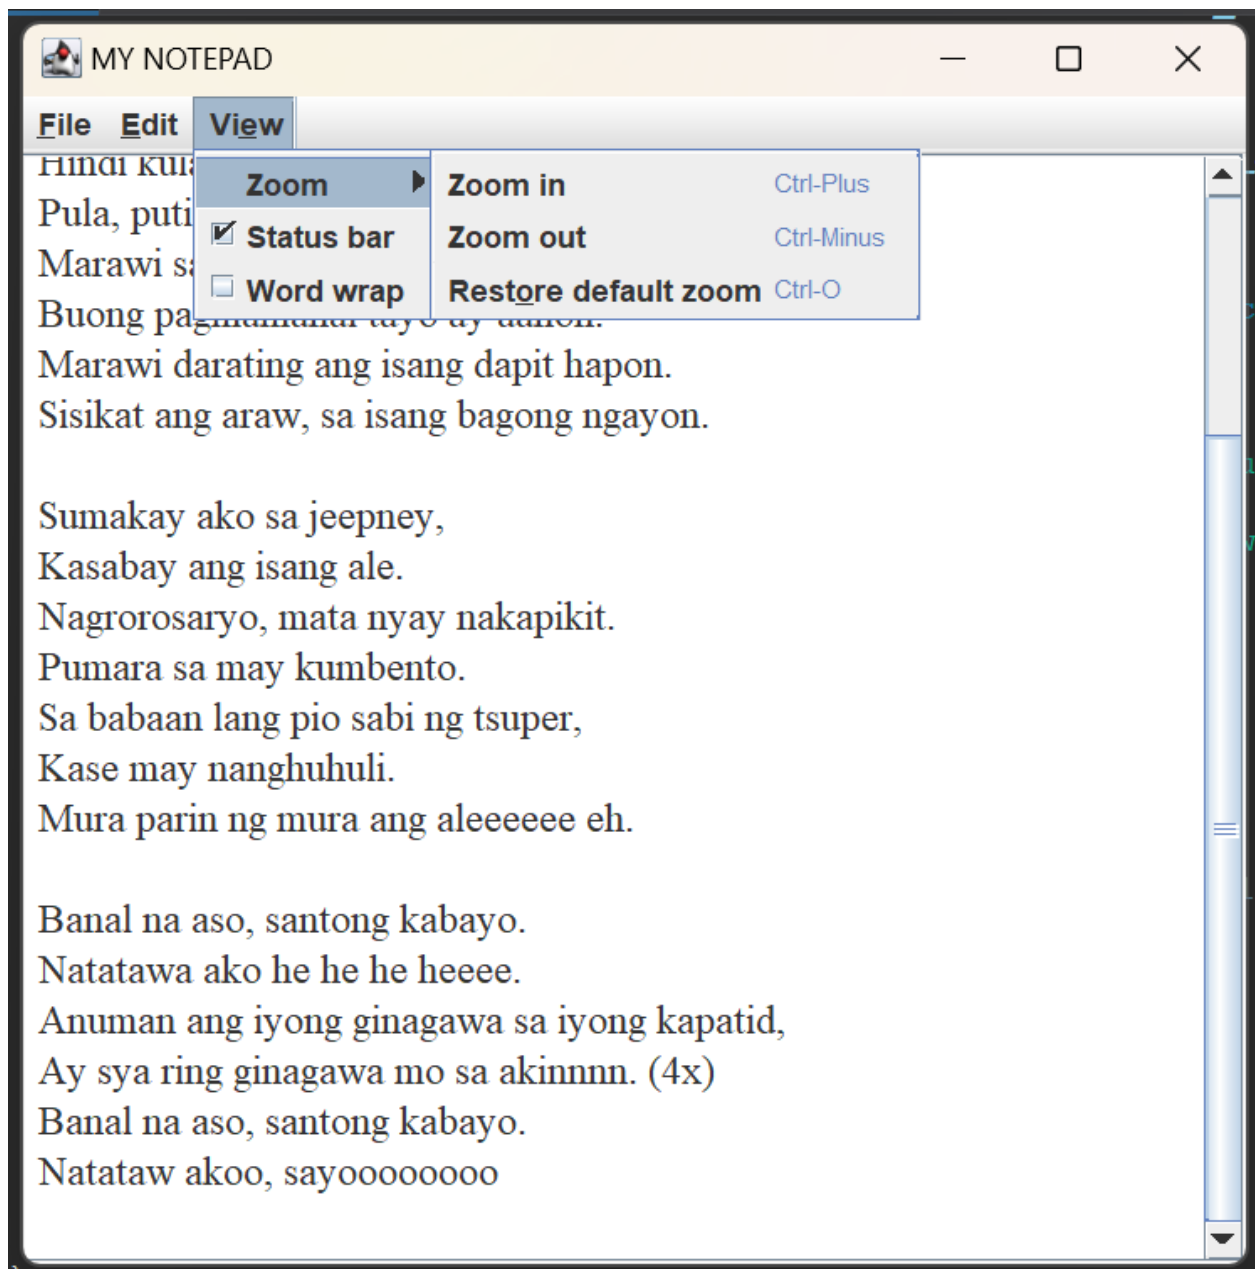 MY NOTEPAD
File Edit View
Zoom
Status bar
Word wrap
Zoom in Ctrl-Plus
Zoom out Ctrl-Minus
Restore default zoom Ctrl-O
Hindi
Pula, puti
Marawi
Buong
Marawi darating ang isang dapit hapon.
Sisikat ang araw, sa isang bagong ngayon.
Sumakay ako sa jeepney,
Kasabay ang isang ale.
Nagrorosaryo, mata nyay nakapikit.
Pumara sa may kumbento.
Sa babaan lang pio sabi ng tsuper,
Kase may nanghuhuli.
Mura parin ng mura ang aleeeeee eh.
Banal na aso, santong kabayo.
Natatawa ako he he he heeee.
Anuman ang iyong ginagawa sa iyong kapatid,
Ay sya ring ginagawa mo sa akinnnn. (4x)
Banal na aso, santong kabayo.
Natataw akoo, sayoooooooo